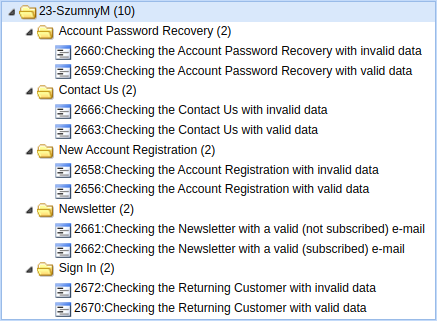 23-SzumnyM (10)
Account Password Recovery (2)
2660:Checking the Account Password Recovery with invalid data
2659:Checking the Account Password Recovery with valid data
Contact Us (2)
2666:Checking the Contact Us with invalid data
2663:Checking the Contact Us with valid data
New Account Registration (2)
2658:Checking the Account Registration with invalid data
2656:Checking the Account Registration with valid data
Newsletter (2)
2661:Checking the Newsletter with a valid (not subscribed) e-mail
2662:Checking the Newsletter with a valid (subscribed) e-mail
Sign In (2)
2672:Checking the Returning Customer with invalid data
2670:Checking the Returning Customer with valid data